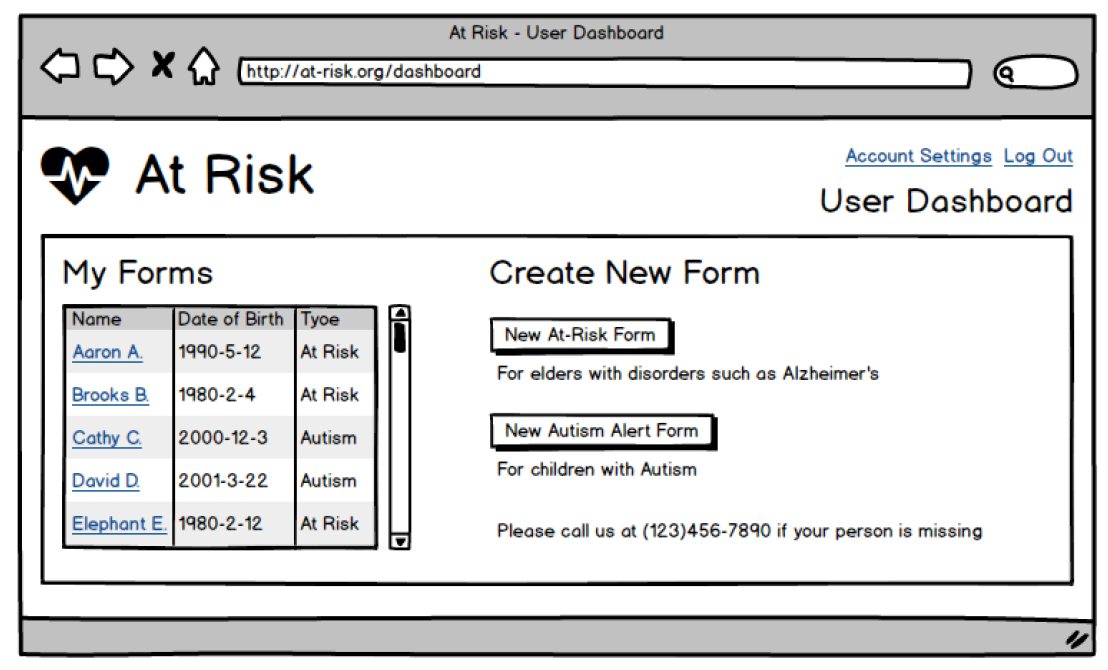 At Risk - User Dashboard
http://at-risk.org/dashboard
At Risk
Account Settings Log Out
User Dashboard
My Forms
Name Date of Birth Tyoe
Aaron A. 1990-5-12 At Risk
Brooks B. 1980-2-4 At Risk
Cathy C. 2000-12-3 Autism
David D. 2001-3-22 Autism
Elephant E. 1980-2-12 At Risk
Create New Form
New At-Risk Form
For elders with disorders such as Alzheimer's
New Autism Alert Form
For children with Autism
Please call us at (123)456-7890 if your person is missing